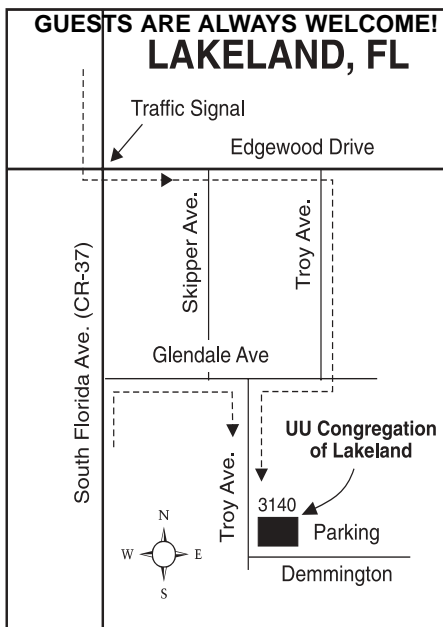 GUESTS ARE ALWAYS WELCOME!
LAKELAND, FL
Traffic Signal
Edgewood Drive
Skipper Ave.
Troy Ave.
South Florida Ave. (CR-37)
Glendale Ave
UU Congregation
of Lakeland
Troy Ave.
3140
Parking
N
W
E
S
Demmington